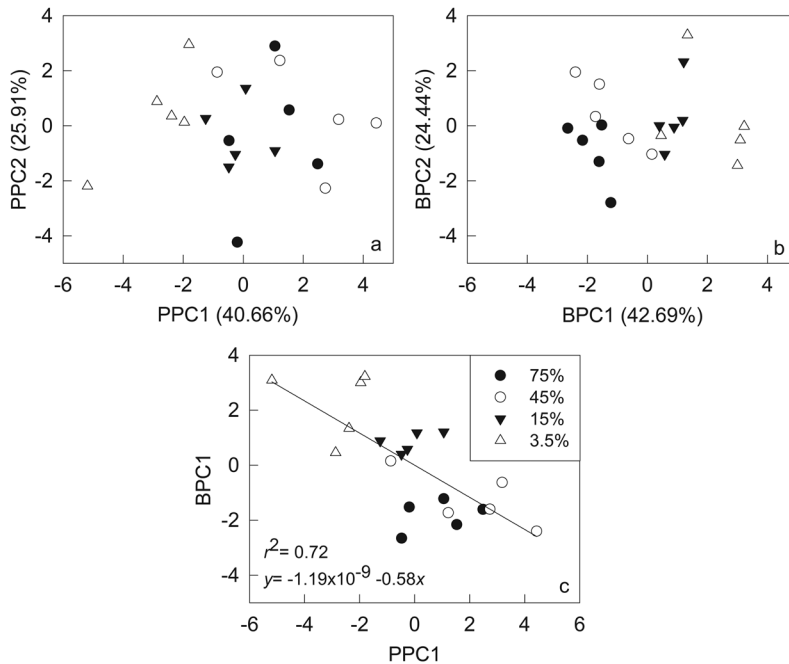 4
2
0
-2
-4
PPC2 (25.91%)
a
-6 -4 -2 0 2 4
PPC1 (40.66%)
4
2
0
-2
-4
BPC2 (24.44%)
b
-6 -4 -2 0 2 4
BPC1 (42.69%)
4
2
0
-2
-4
BPC1
75%
45%
15%
3.5%
r²= 0.72
y= -1.19x10⁻⁹ -0.58x
c
-6 -4 -2 0 2 4 6
PPC1